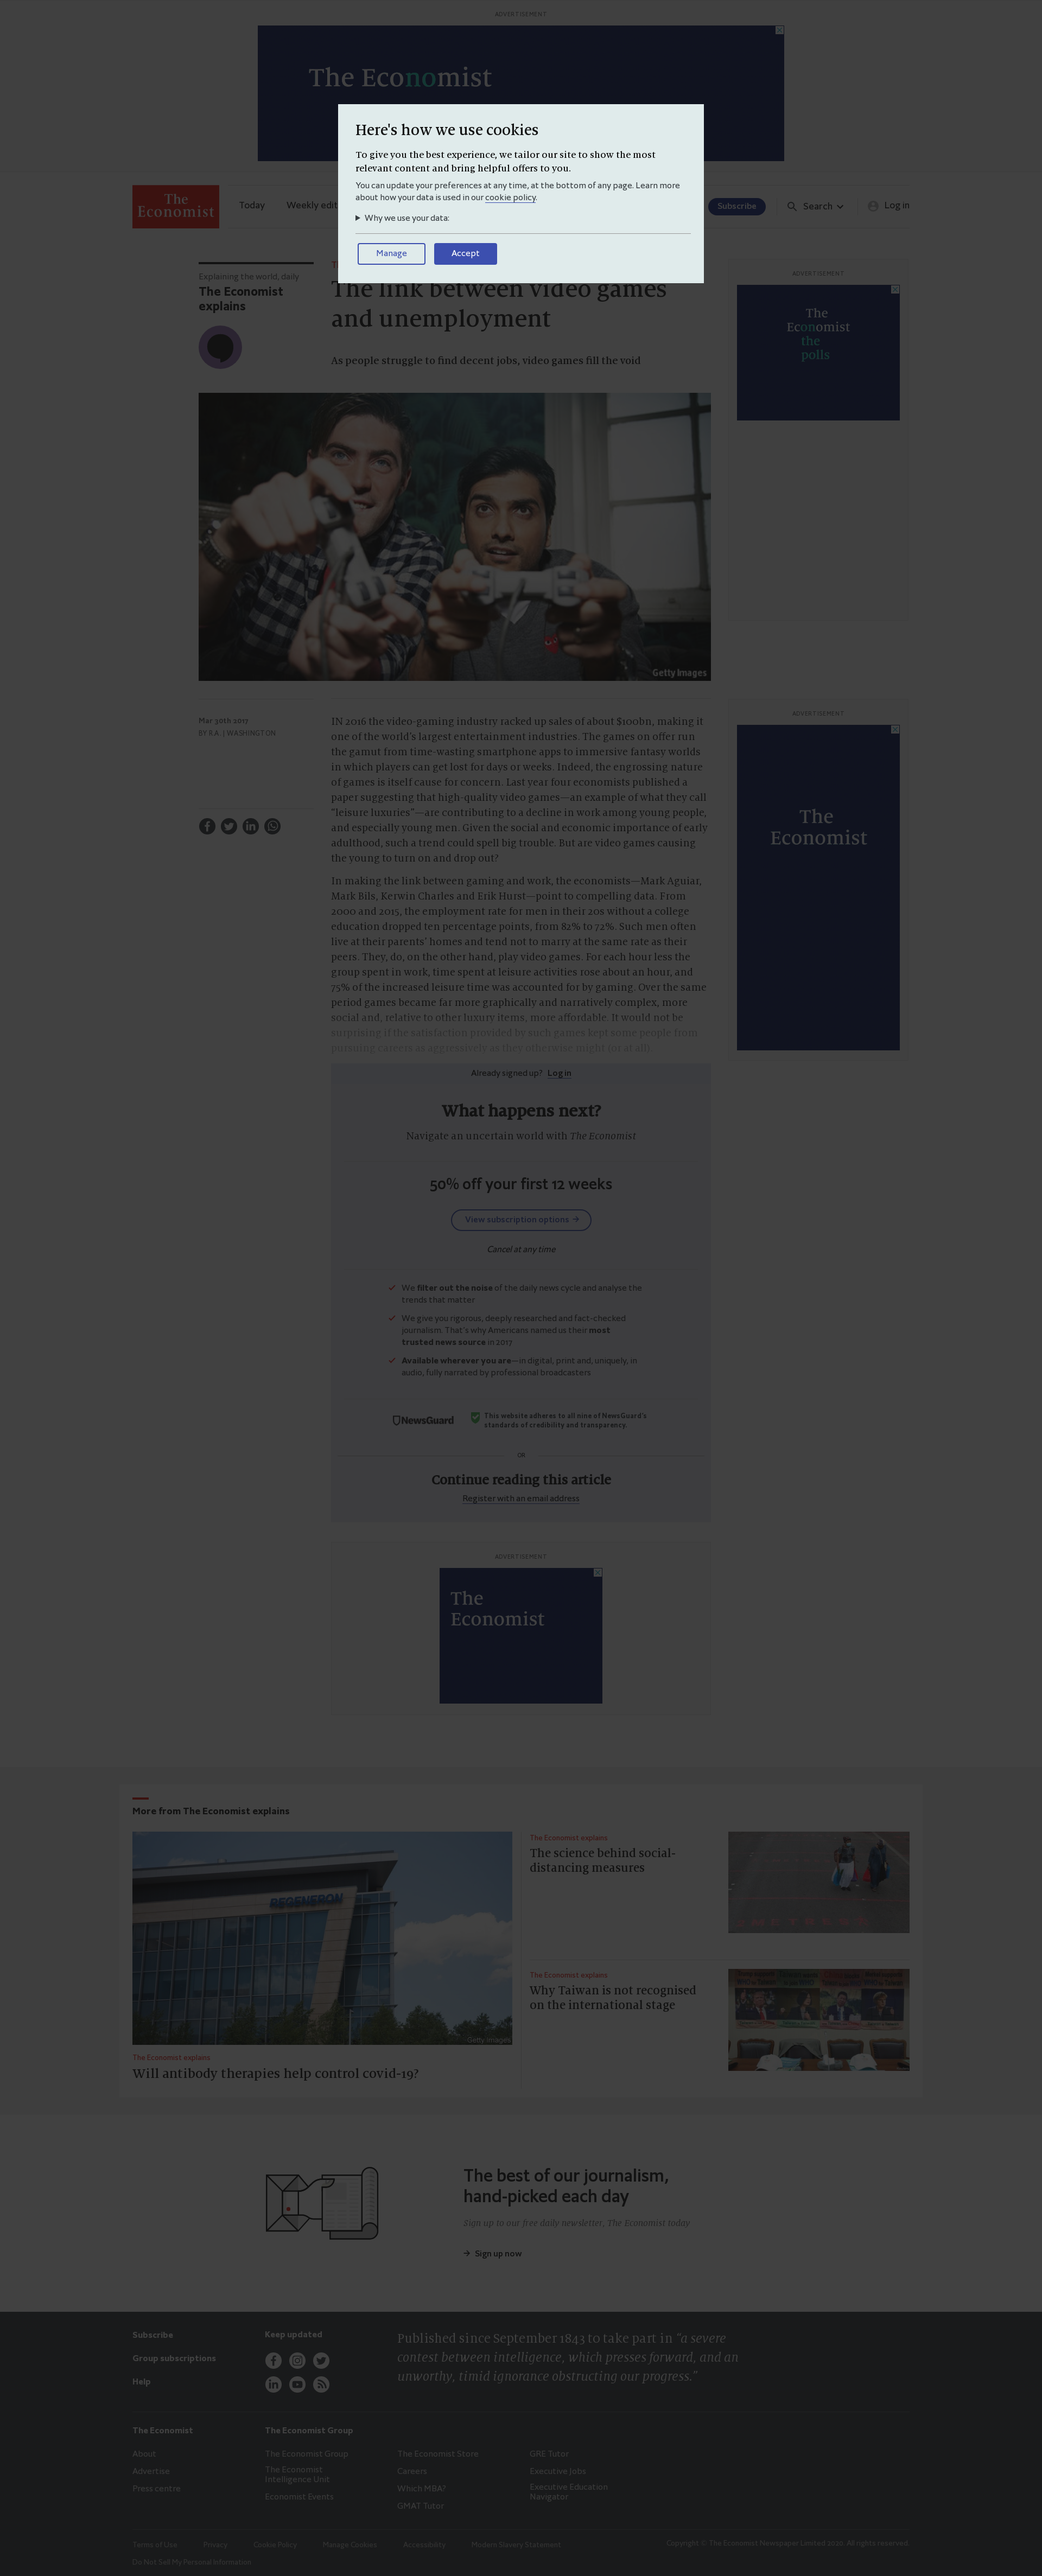 ADVERTISEMENT
The Economist
Here's how we use cookies
To give you the best experience, we tailor our site to show the most
relevant content and bring helpful offers to you.
You can update your preferences at any time, at the bottom of any page. Learn more
about how your data is used in our cookie policy.
Why we use your data:
Manage
Accept
The
Economist
Today
Weekly edit
Subscribe
Search
Log in
Explaining the world, daily
The Economist
explains
The link between video games
and unemployment
As people struggle to find decent jobs, video games fill the void
ADVERTISEMENT
The
Economist
the
polls
Getty Images
Mar 30th 2017
BY R.A. | WASHINGTON
IN 2016 the video-gaming industry racked up sales of about $100bn, making it
one of the world's largest entertainment industries. The games on offer run
the gamut from time-wasting smartphone apps to immersive fantasy worlds
in which players can get lost for days or weeks. Indeed, the engrossing nature
of games is itself cause for concern. Last year four economists published a
paper suggesting that high-quality video games—an example of what they call
"leisure luxuries"—are contributing to a decline in work among young people,
and especially young men. Given the social and economic importance of early
adulthood, such a trend could spell big trouble. But are video games causing
the young to turn on and drop out?
In making the link between gaming and work, the economists—Mark Aguiar,
Mark Bils, Kerwin Charles and Erik Hurst—point to compelling data. From
2000 and 2015, the employment rate for men in their 20s without a college
education dropped ten percentage points, from 82% to 72%. Such men often
live at their parents' homes and tend not to marry at the same rate as their
peers. They, do, on the other hand, play video games. For each hour less the
group spent in work, time spent at leisure activities rose about an hour, and
75% of the increased leisure time was accounted for by gaming. Over the same
period games became far more graphically and narratively complex, more
social and, relative to other luxury items, more affordable. It would not be
surprising if the satisfaction provided by such games kept some people from
pursuing careers as aggressively as they otherwise might (or at all)
ADVERTISEMENT
The
Economist
Already signed up? Log in
What happens next?
Navigate an uncertain world with The Economist
50% off your first 12 weeks
View subscription options
Cancel at any time
We filter out the noise of the daily news cycle and analyse the
trends that matter
We give you rigorous, deeply researched and fact-checked
journalism. That's why Americans named us their most
trusted news source in 2017
Available wherever you are—in digital, print and, uniquely, in
audio, fully narrated by professional broadcasters
NewsGuard
This website adheres to all nine of NewsGuard's
standards of credibility and transparency.
OR
Continue reading this article
Register with an email address
ADVERTISEMENT
The
Economist
More from The Economist explains
REGENERON
Getty Images
The Economist explains
Will antibody therapies help control covid-19?
The Economist explains
The science behind social-
distancing measures
The Economist explains
Why Taiwan is not recognised
on the international stage
The best of our journalism,
hand-picked each day
Sign up to our free daily newsletter, The Economist today
Sign up now
Subscribe
Group subscriptions
Help
Keep updated
Published since September 1843 to take part in "a severe
contest between intelligence, which presses forward, and an
unworthy, timid ignorance obstructing our progress."
The Economist
About
Advertise
Press centre
The Economist Group
The Economist Group
The Economist
Intelligence Unit
Economist Events
The Economist Store
Careers
Which MBA?
GMAT Tutor
GRE Tutor
Executive Jobs
Executive Education
Navigator
Terms of Use
Privacy
Cookie Policy
Manage Cookies
Accessibility
Modern Slavery Statement
Do Not Sell My Personal Information
Copyright © The Economist Newspaper Limited 2020. All rights reserved.